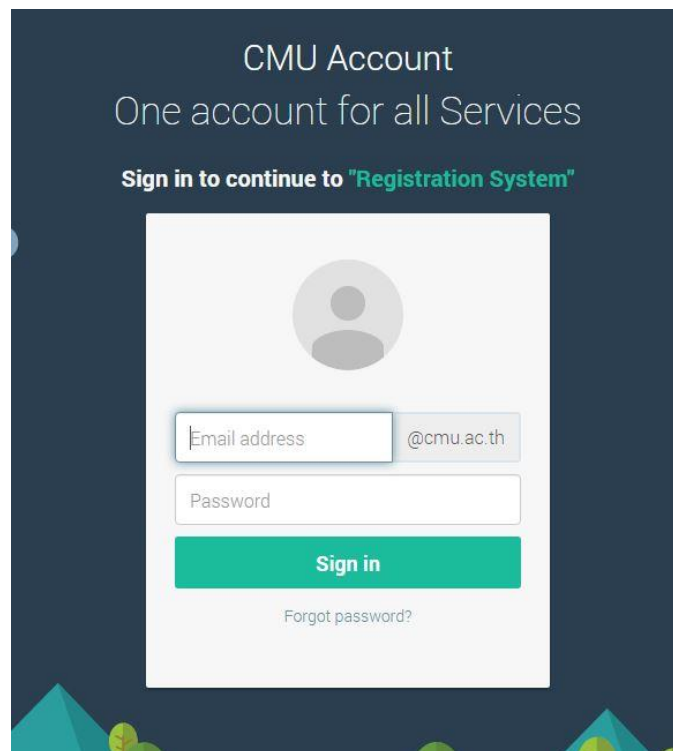 CMU Account
One account for all Services
Sign in to continue to "Registration System"
Email address @cmu.ac.th
Password
Sign in
Forgot password?